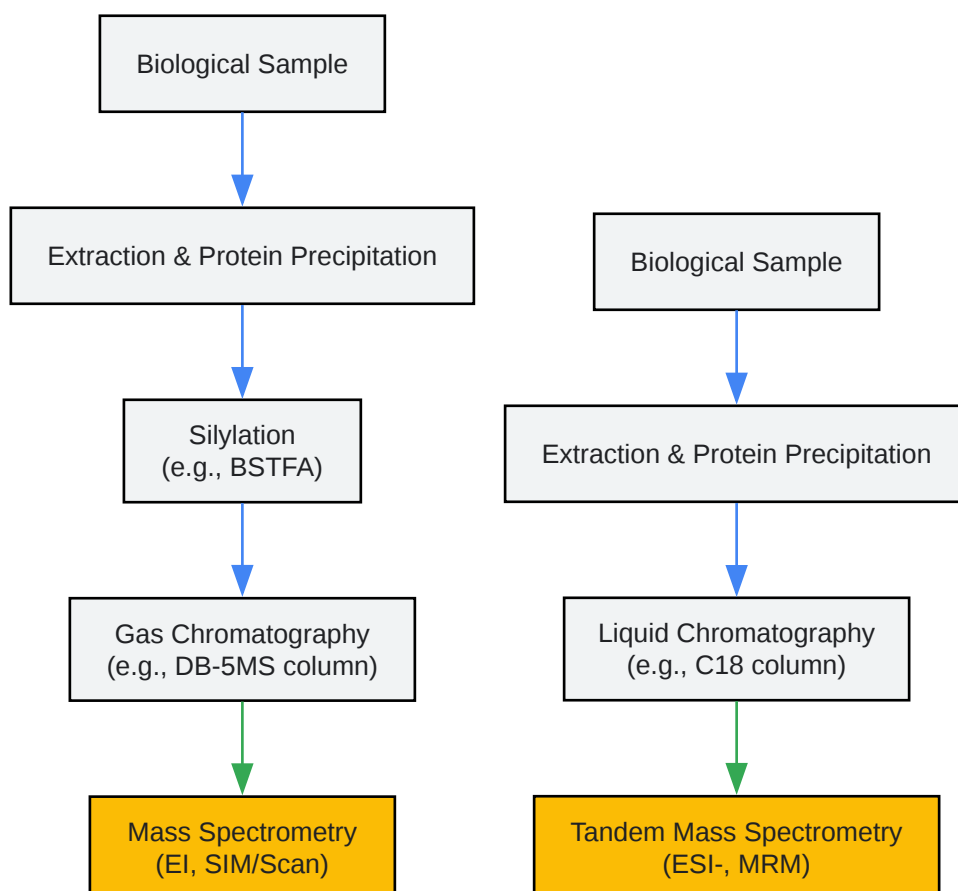 Biological Sample
Extraction & Protein Precipitation
Silylation
(e.g., BSTFA)
Gas Chromatography
(e.g., DB-5MS column)
Mass Spectrometry
(EI, SIM/Scan)
Biological Sample
Extraction & Protein Precipitation
Liquid Chromatography
(e.g., C18 column)
Tandem Mass Spectrometry
(ESI-, MRM)